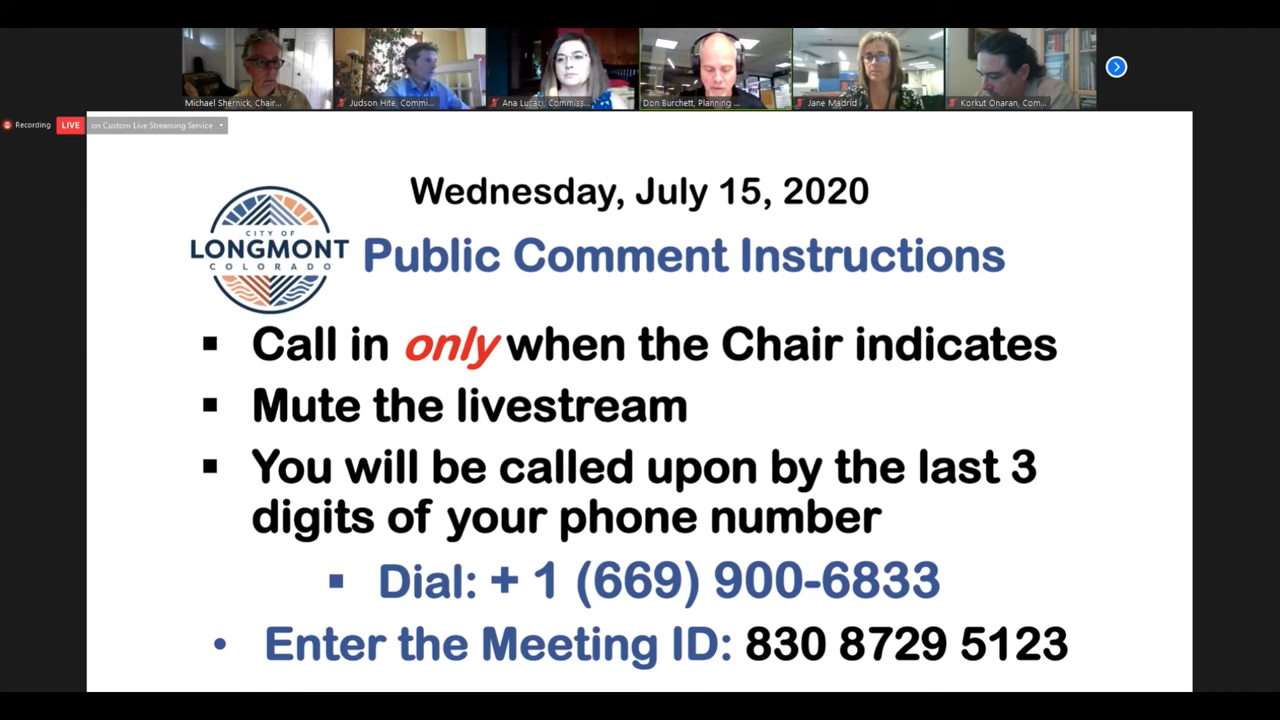 Michael Shernick, Chair...
Judson Hite, Commi...
Ana Lucaci, Commiss...
Don Burchett, Planning ...
Jane Madrid
Korkut Onaran, Com...
Recording
LIVE
on Custom Live Streaming Service
Wednesday, July 15, 2020
CITY OF
LONGMONT
COLORADO
Public Comment Instructions
▪ Call in only when the Chair indicates
▪ Mute the livestream
▪ You will be called upon by the last 3
digits of your phone number
▪ Dial: + 1 (669) 900-6833
• Enter the Meeting ID: 830 8729 5123